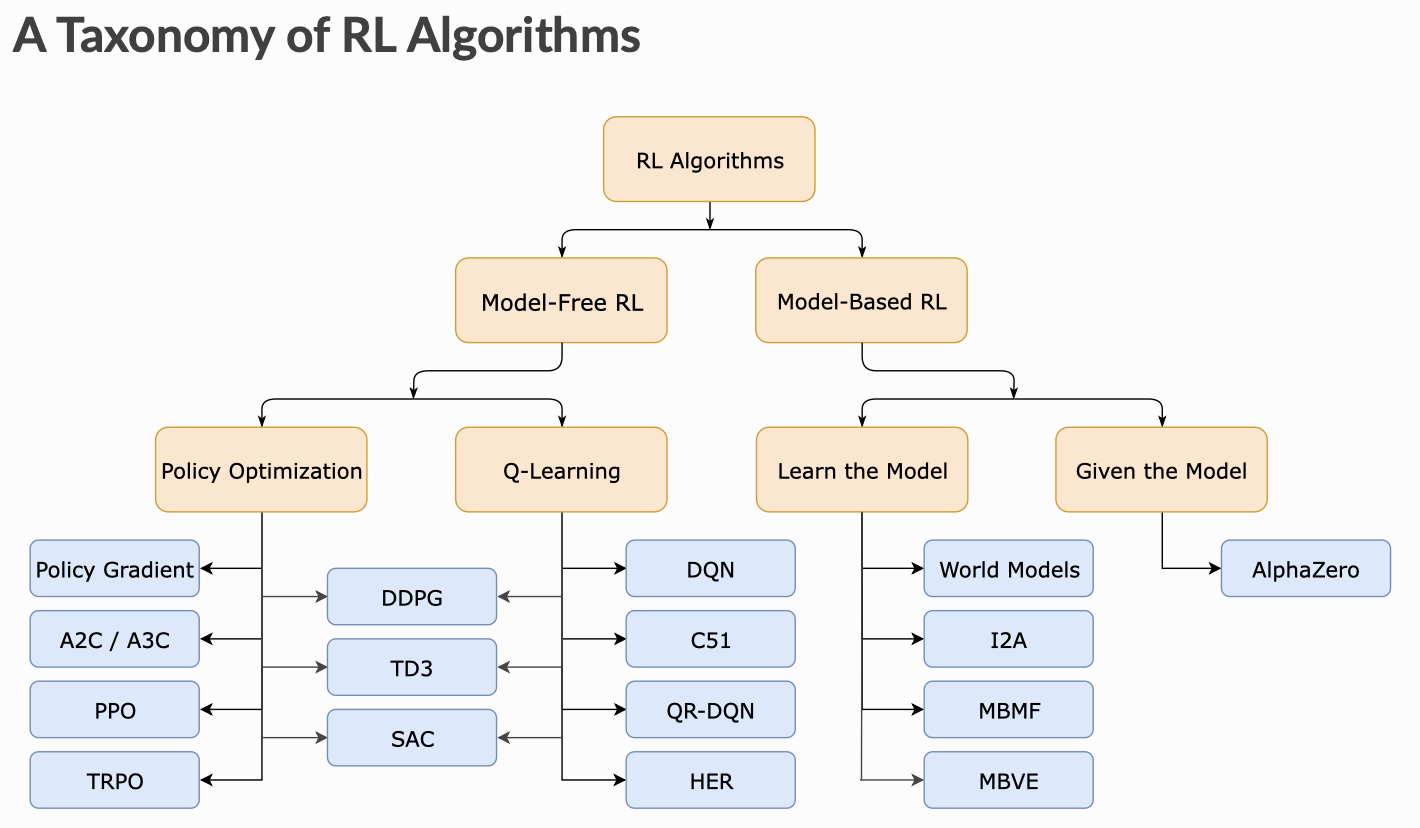 A Taxonomy of RL Algorithms
RL Algorithms
Model-Free RL
Model-Based RL
Policy Optimization
Q-Learning
Learn the Model
Given the Model
Policy Gradient
A2C / A3C
PPO
TRPO
DDPG
TD3
SAC
DQN
C51
QR-DQN
HER
World Models
I2A
MBMF
MBVE
AlphaZero